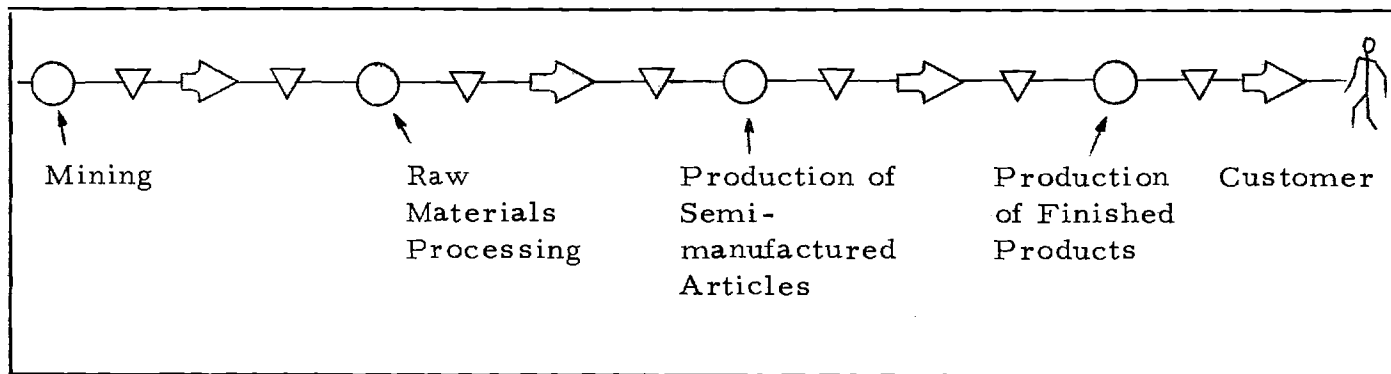 Mining
Raw
Materials
Processing
Production of
Semi-
manufactured
Articles
Production
of Finished
Products
Customer